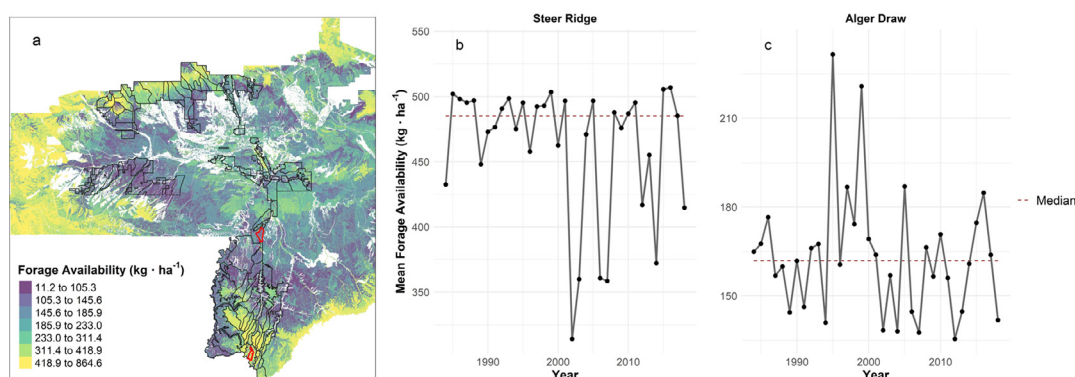 a
Forage Availability (kg · ha⁻¹)
11.2 to 105.3
105.3 to 145.6
145.6 to 185.9
185.9 to 233.0
233.0 to 311.4
311.4 to 418.9
418.9 to 864.6
Steer Ridge
b
Mean Forage Availability (kg · ha⁻¹)
550
500
450
400
350
1990
2000
2010
Year
Alger Draw
c
210
180
150
1990
2000
2010
Year
Median